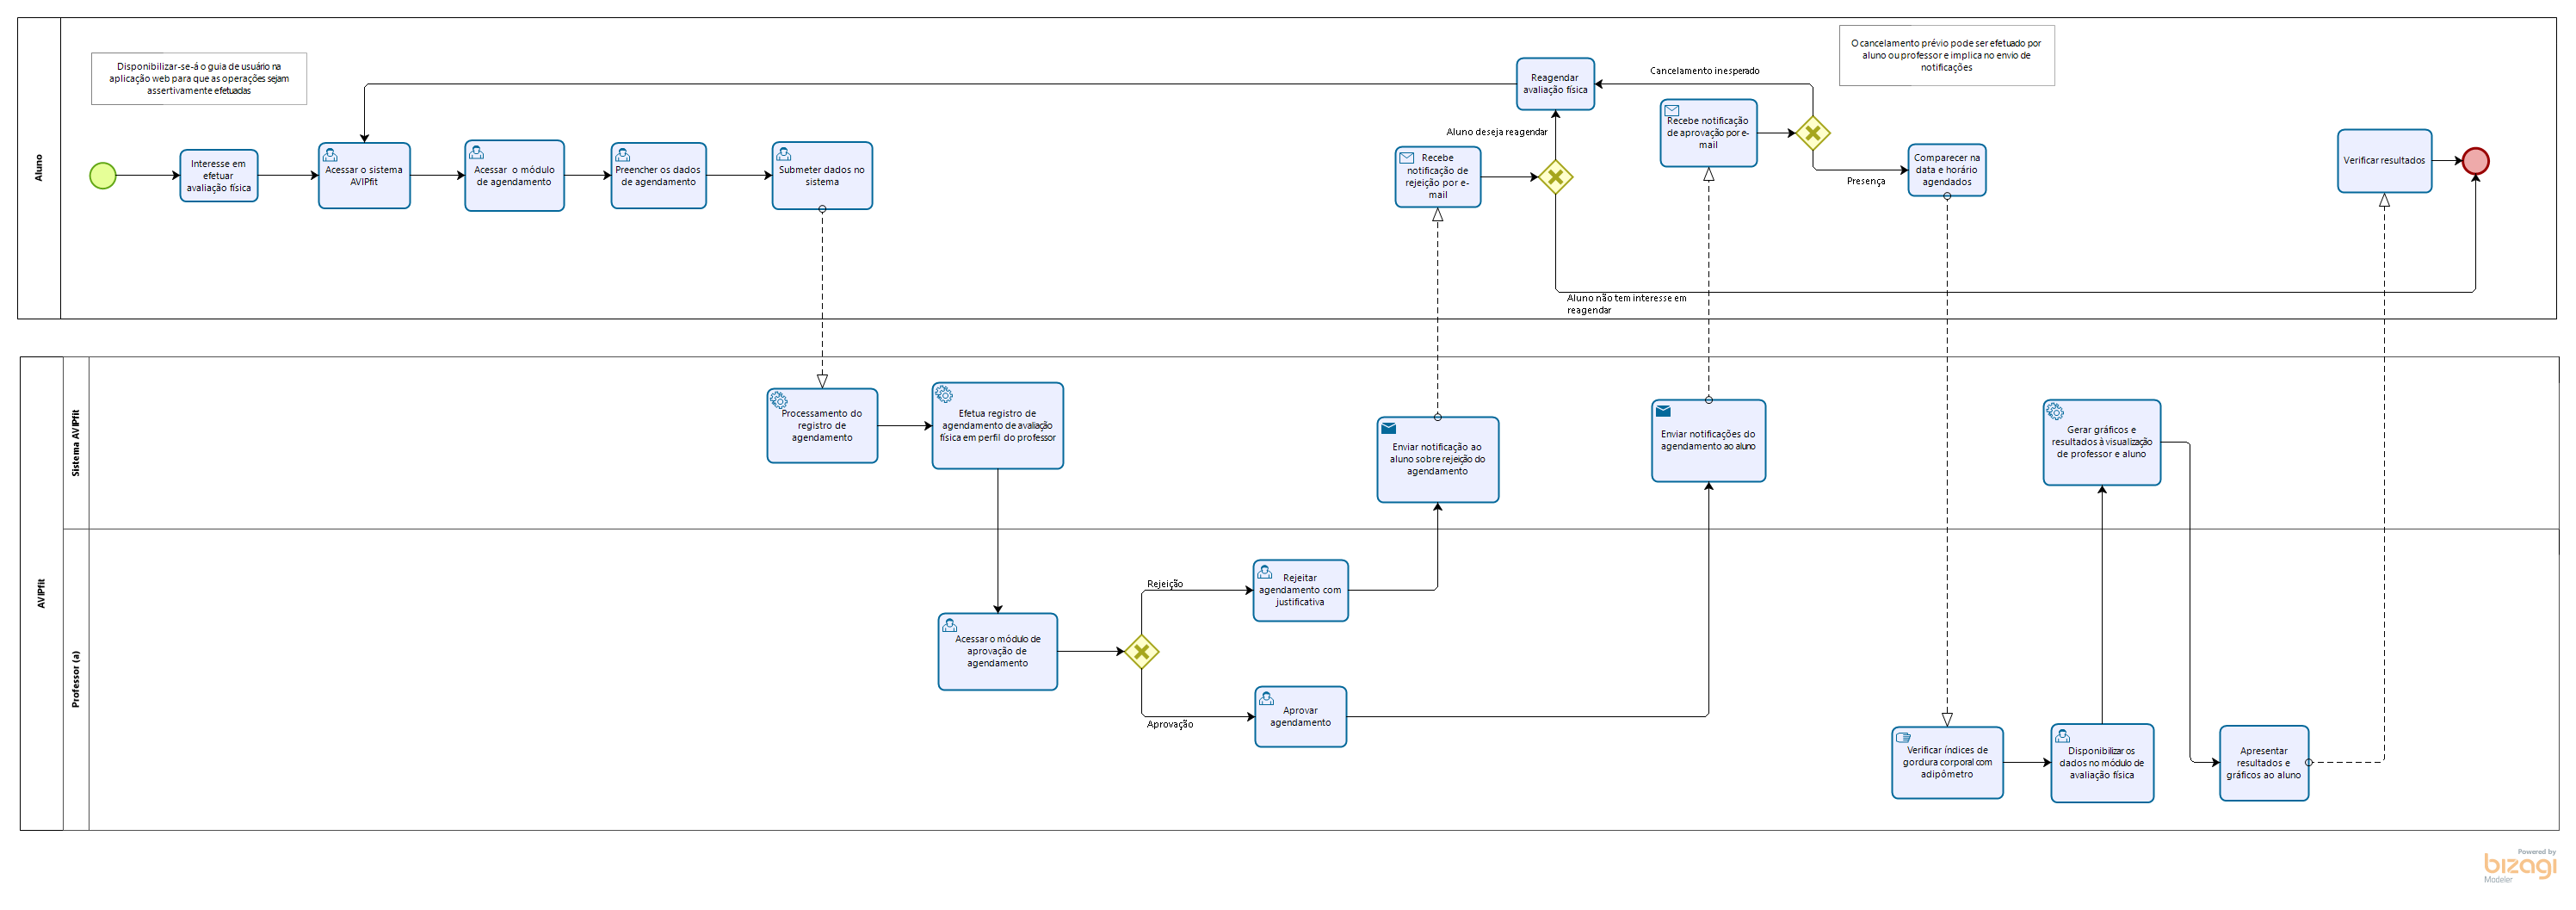 Aluno
Disponibilizar-se-á o guia de usuário na
aplicação web para que as operações sejam
assertivamente efetuadas
Interesse em
efetuar
avaliação física
Acessar o sistema
AVIPfit
Acessar o módulo
de agendamento
Preencher os dados
de agendamento
Submeter dados no
sistema
Recebe
notificação de
rejeição por e-
mail
Aluno deseja reagendar
Aluno não tem interesse em
reagendar
Reagendar
avaliação física
Cancelamento inesperado
Recebe notificação
de aprovação por e-
mail
Presença
O cancelamento prévio pode ser efetuado por
aluno ou professor e implica no envio de
notificações
Comparecer na
data e horário
agendados
Verificar resultados
AVIPfit
Sistema AVIPfit
Processamento do
registro de
agendamento
Efetua registro de
agendamento de avaliação
física em perfil do professor
Enviar notificação ao
aluno sobre rejeição do
agendamento
Enviar notificações do
agendamento ao aluno
Gerar gráficos e
resultados à visualização
de professor e aluno
Professor (a)
Acessar o módulo de
aprovação de
agendamento
Rejeição
Aprovação
Rejeitar
agendamento com
justificativa
Aprovar
agendamento
Verificar índices de
gordura corporal com
adipômetro
Disponibilizar os
dados no módulo de
avaliação física
Apresentar
resultados e
gráficos ao aluno
Powered by
bizagi
Modeler